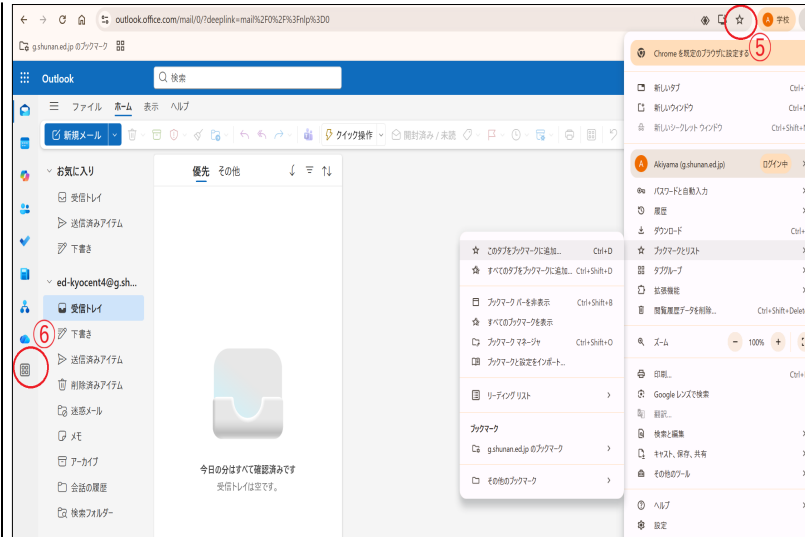 outlook.office.com/mail/0/?deeplink=mail%2F0%2F%3Fnlp%3D0
A 学校
g.shunan.ed.jp のブックマーク
⑤
Chrome を既定のブラウザに設定する
Outlook
検索
ファイル ホーム 表示 ヘルプ
新規メール
クイック操作
開封済み / 未読
お気に入り
受信トレイ
送信済みアイテム
下書き
ed-kyocent4@g.sh...
受信トレイ
⑥
下書き
送信済みアイテム
削除済みアイテム
迷惑メール
メモ
アーカイブ
会話の履歴
検索フォルダー
優先 その他
今日の分はすべて確認済みです
受信トレイは空です。
このタブをブックマークに追加... Ctrl+D
すべてのタブをブックマークに追加... Ctrl+Shift+D
ブックマーク バーを非表示 Ctrl+Shift+B
すべてのブックマークを表示
ブックマーク マネージャ Ctrl+Shift+O
ブックマークと設定をインポート...
リーディング リスト
ブックマーク
g.shunan.ed.jp のブックマーク
その他のブックマーク
新しいタブ Ctrl+
新しいウィンドウ Ctrl+
新しいシークレット ウィンドウ Ctrl+Shift+
A Akiyama (g.shunan.ed.jp) ログイン中
パスワードと自動入力
履歴
ダウンロード Ctrl+
ブックマークとリスト
タブグループ
拡張機能
閲覧履歴データを削除... Ctrl+Shift+Delet
ズーム − 100% +
印刷... Ctrl+
Google レンズで検索
翻訳...
検索と編集
キャスト、保存、共有
その他のツール
ヘルプ
設定